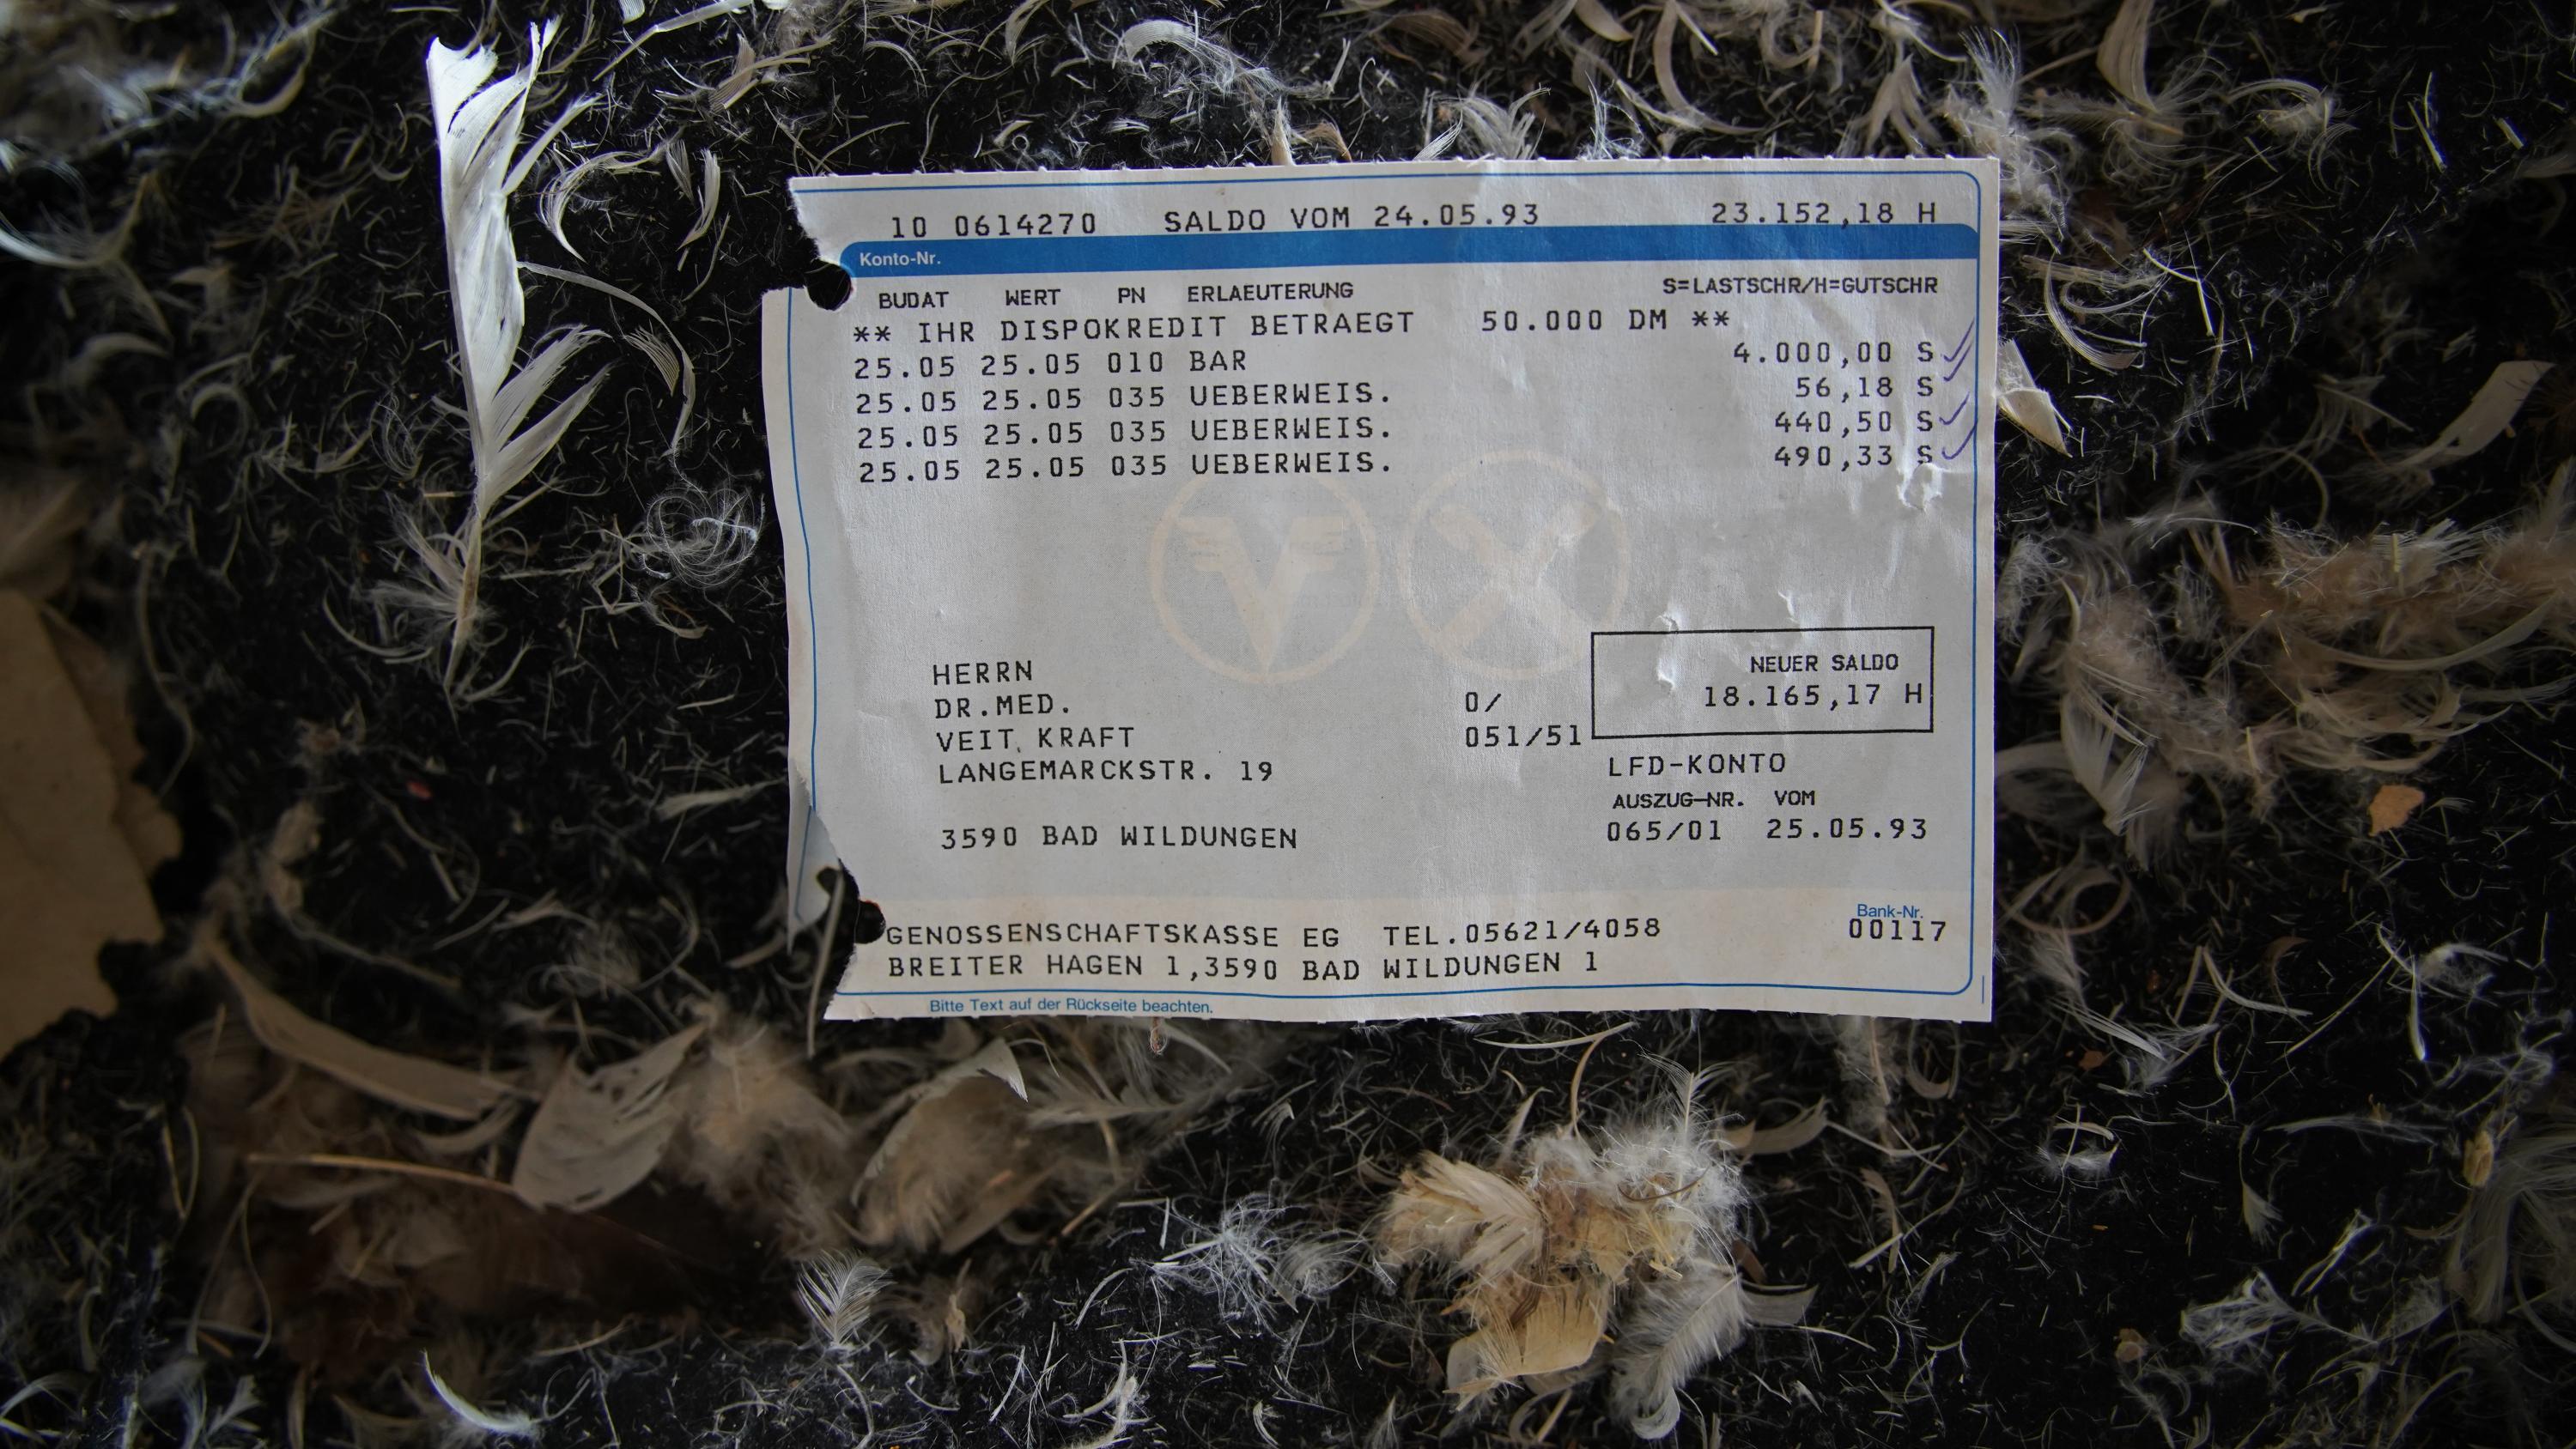 10 0614270 SALDO VOM 24.05.93 23.152,18 H
Konto-Nr.
BUDAT WERT PN ERLAEUTERUNG S=LASTSCHR/H=GUTSCHR
** IHR DISPOKREDIT BETRAEGT 50.000 DM **
25.05 25.05 010 BAR 4.000,00 S
25.05 25.05 035 UEBERWEIS. 56,18 S
25.05 25.05 035 UEBERWEIS. 440,50 S
25.05 25.05 035 UEBERWEIS. 490,33 S
HERRN
DR.MED.
VEIT KRAFT
LANGEMARCKSTR. 19
3590 BAD WILDUNGEN
0/
051/51
NEUER SALDO
18.165,17 H
LFD-KONTO
AUSZUG-NR. VOM
065/01 25.05.93
Bank-Nr.
GENOSSENSCHAFTSKASSE EG TEL.05621/4058 00117
BREITER HAGEN 1,3590 BAD WILDUNGEN 1
Bitte Text auf der Rückseite beachten.